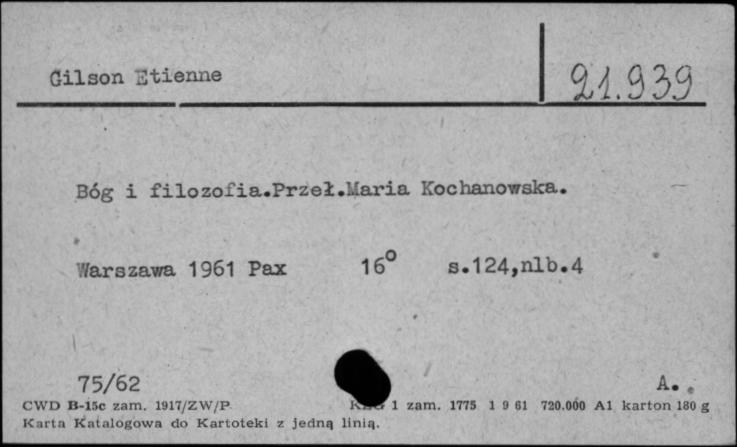 Gilson Etienne 21.939
Bóg i filozofia.Przeł.Maria Kochanowska.
Warszawa 1961 Pax 16° s.124,nlb.4
75/62 A.
CWD B-15c zam. 1917/ZW/P 1 zam. 1775 1 9 61 720.000 A1 karton 180 g
Karta Katalogowa do Kartoteki z jedną linią.